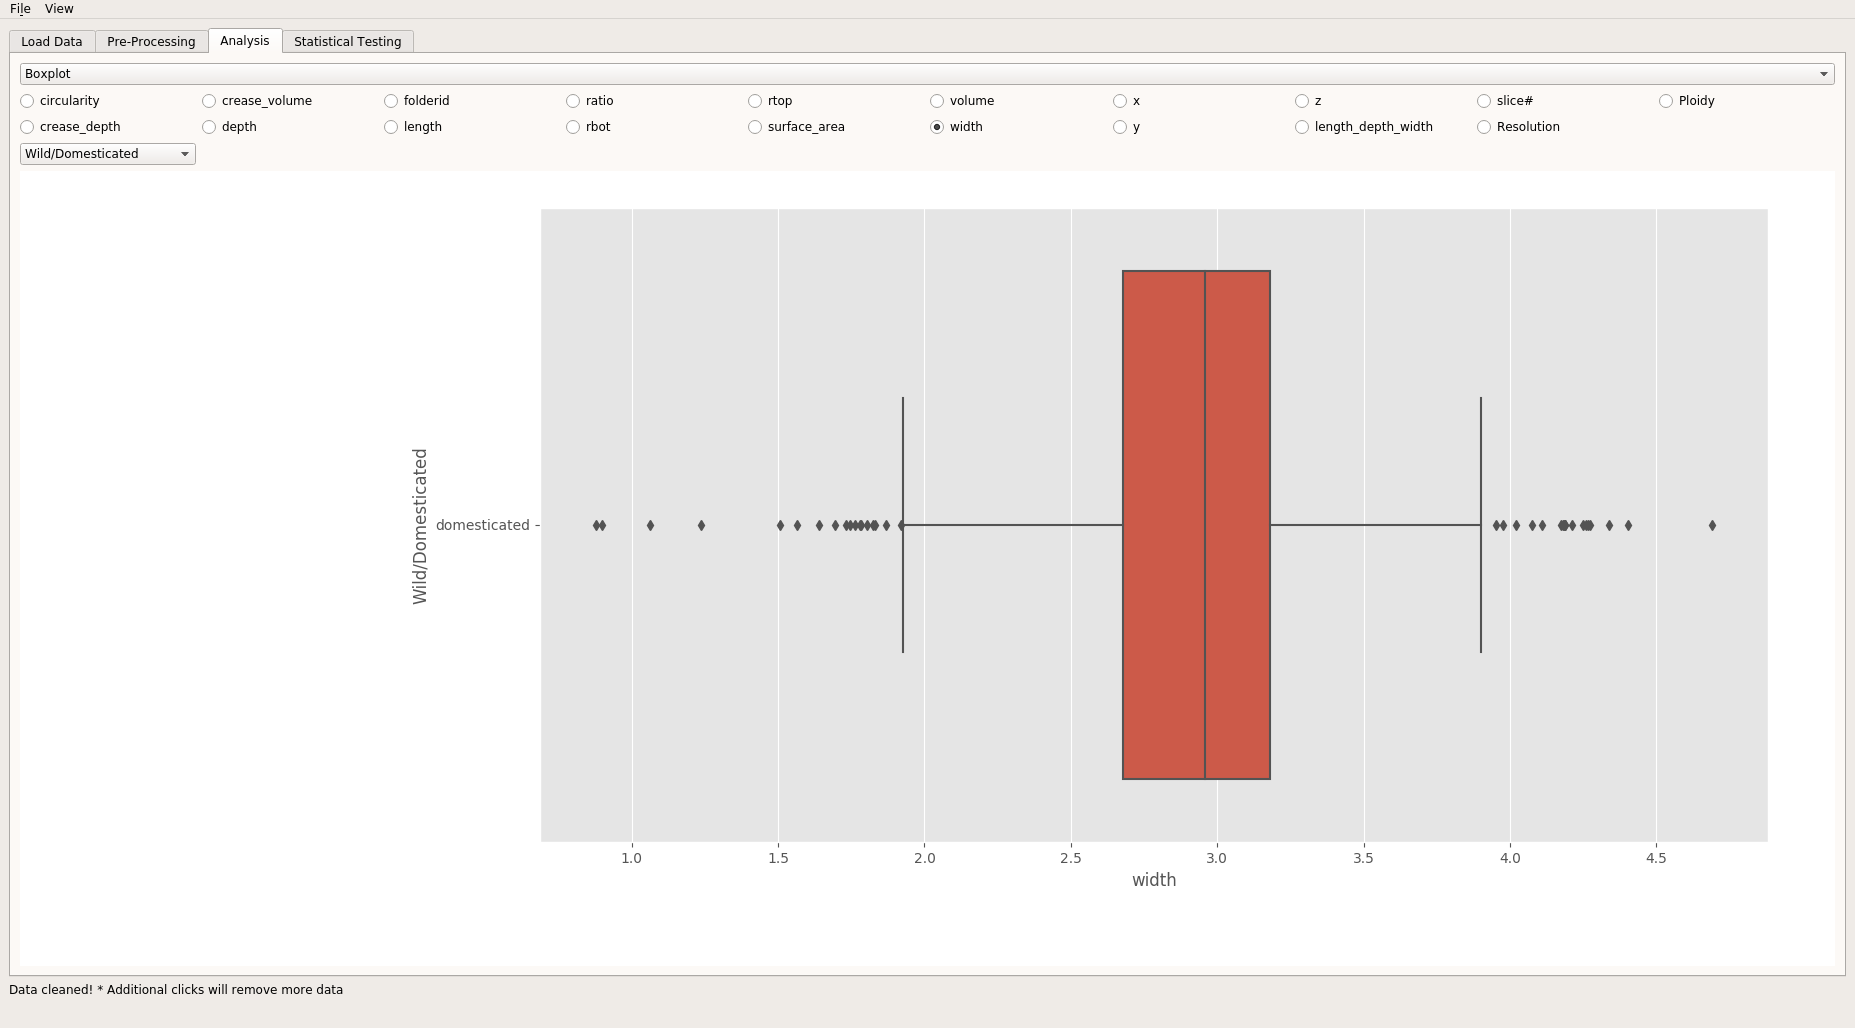 File View
Load Data Pre-Processing Analysis Statistical Testing
Boxplot
circularity crease_volume folderid ratio rtop volume x z slice# Ploidy
crease_depth depth length rbot surface_area width y length_depth_width Resolution
Wild/Domesticated
Wild/Domesticated
domesticated
1.0 1.5 2.0 2.5 3.0 3.5 4.0 4.5
width
Data cleaned! * Additional clicks will remove more data